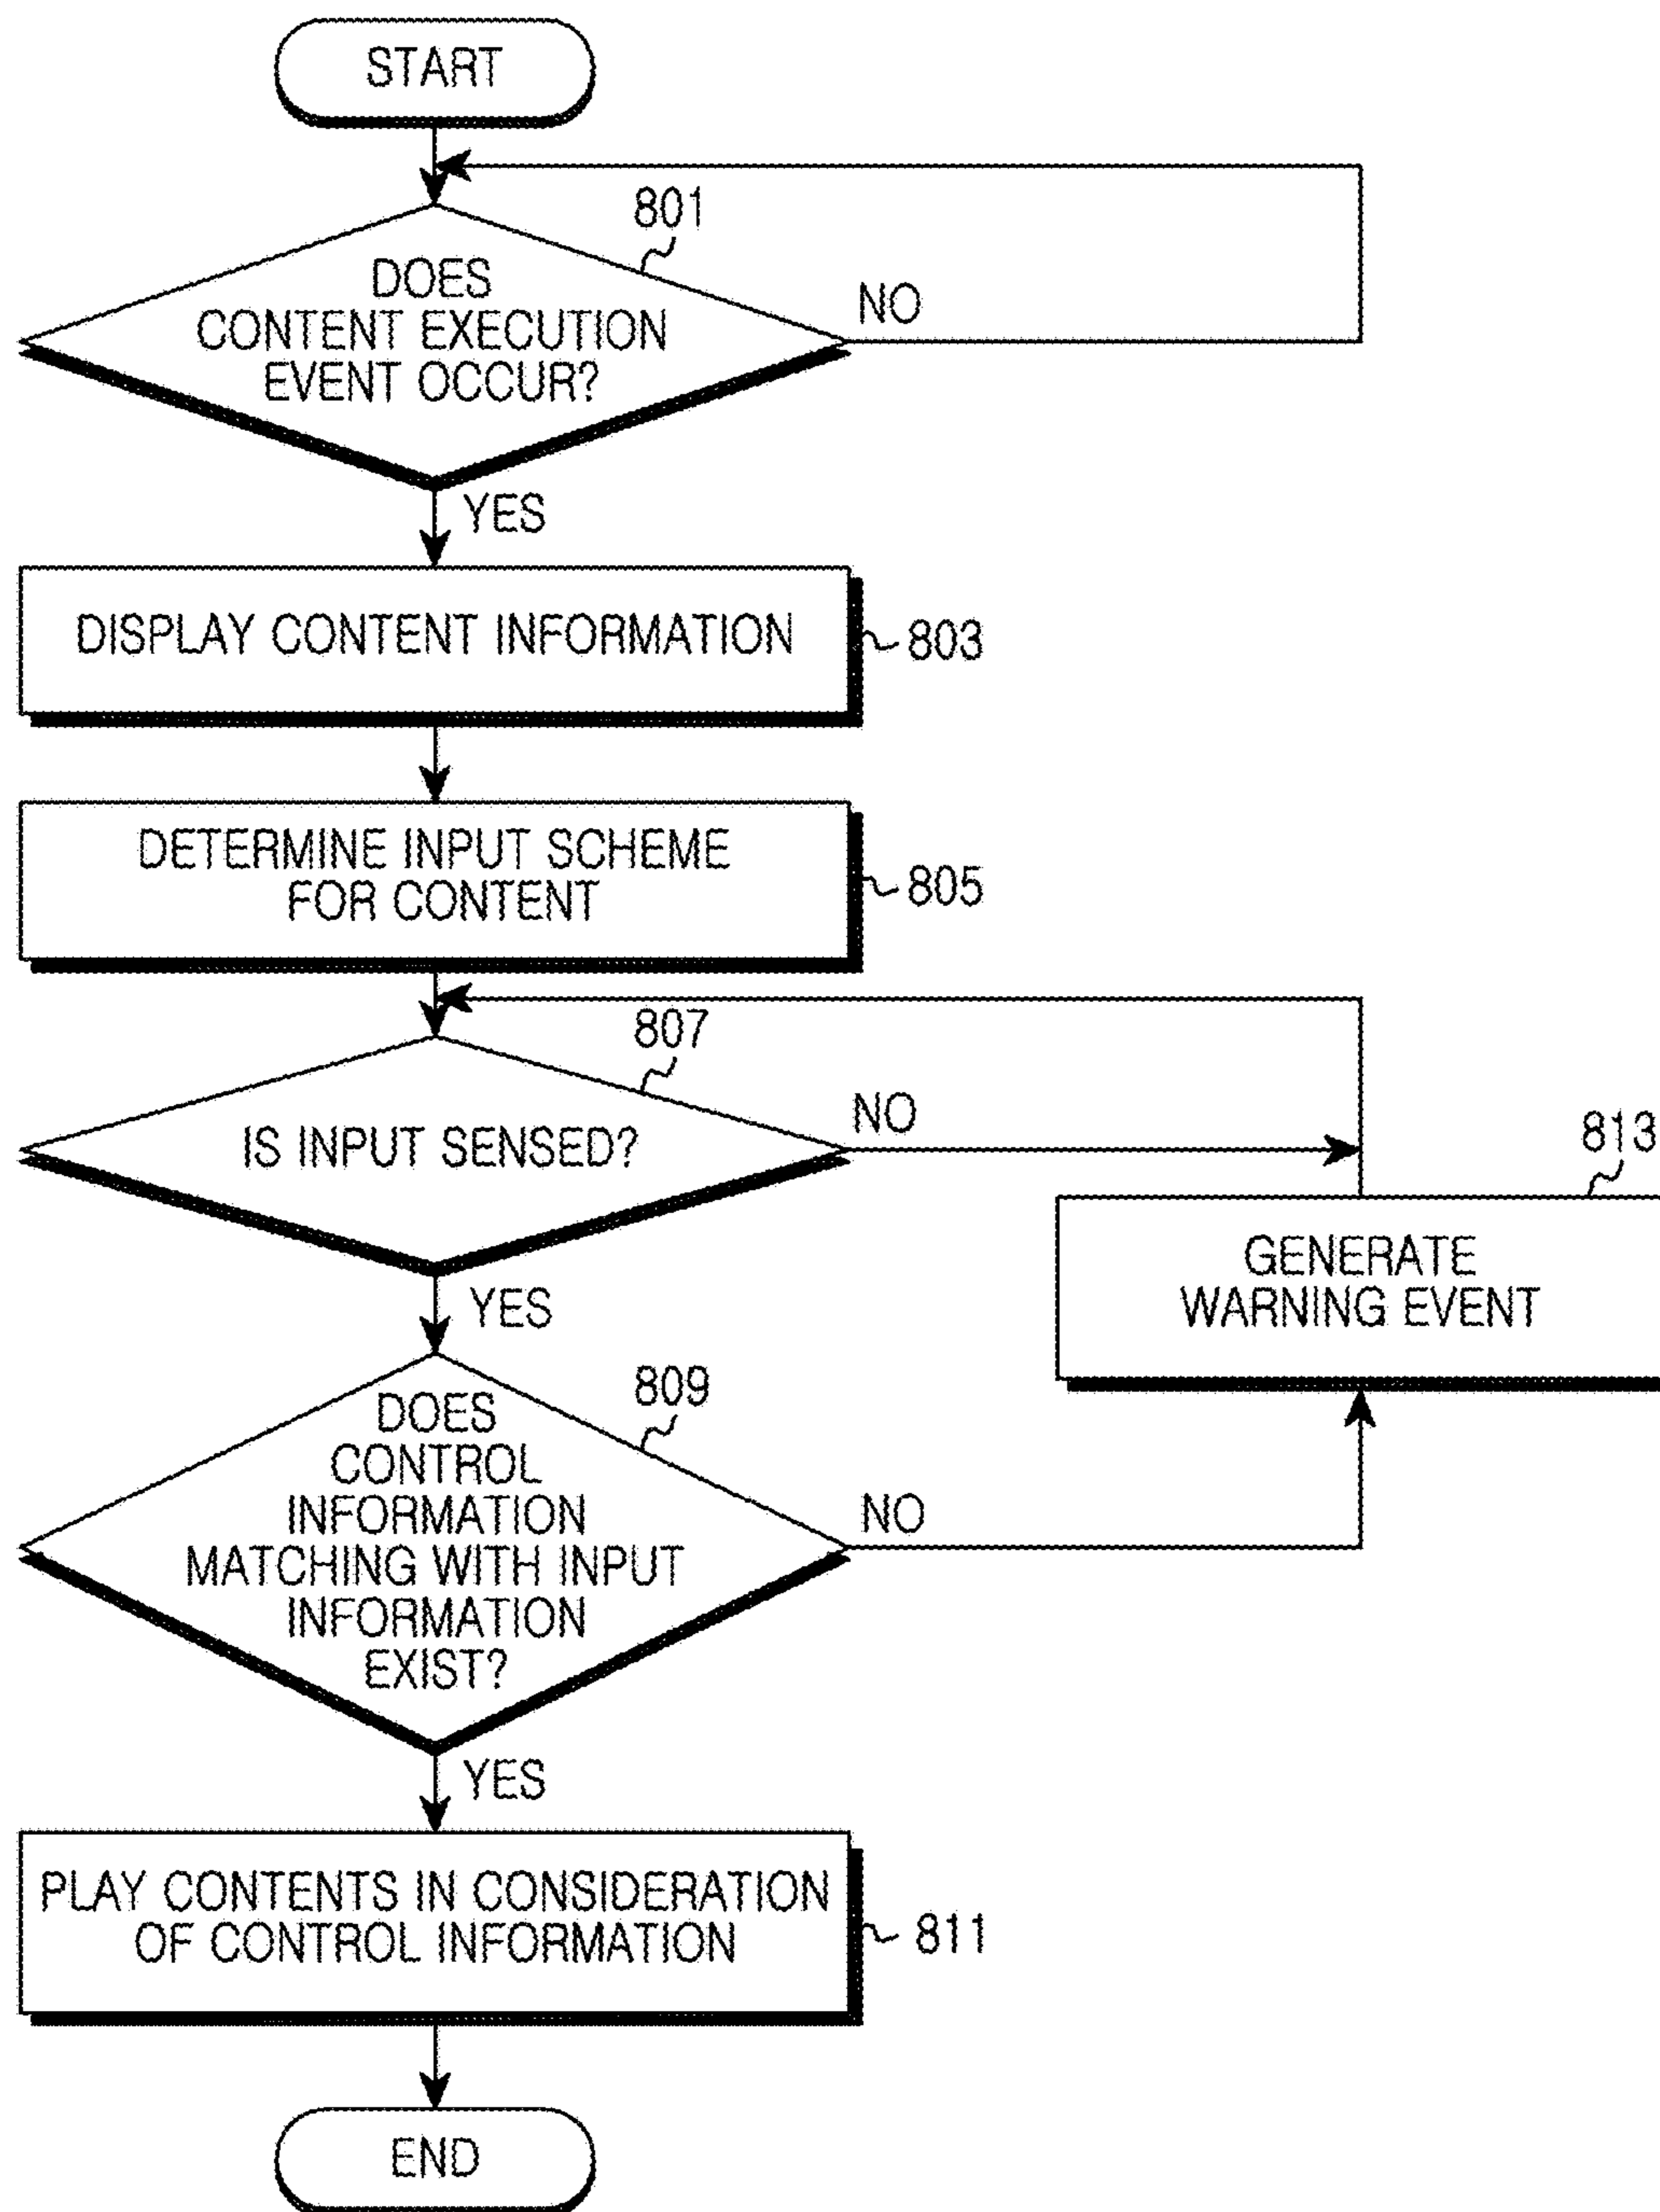 START
801
DOES
CONTENT EXECUTION
EVENT OCCUR?
NO
YES
DISPLAY CONTENT INFORMATION
803
DETERMINE INPUT SCHEME
FOR CONTENT
805
807
IS INPUT SENSED?
NO
YES
813
GENERATE
WARNING EVENT
809
DOES
CONTROL
INFORMATION
MATCHING WITH INPUT
INFORMATION
EXIST?
NO
YES
PLAY CONTENTS IN CONSIDERATION
OF CONTROL INFORMATION
811
END